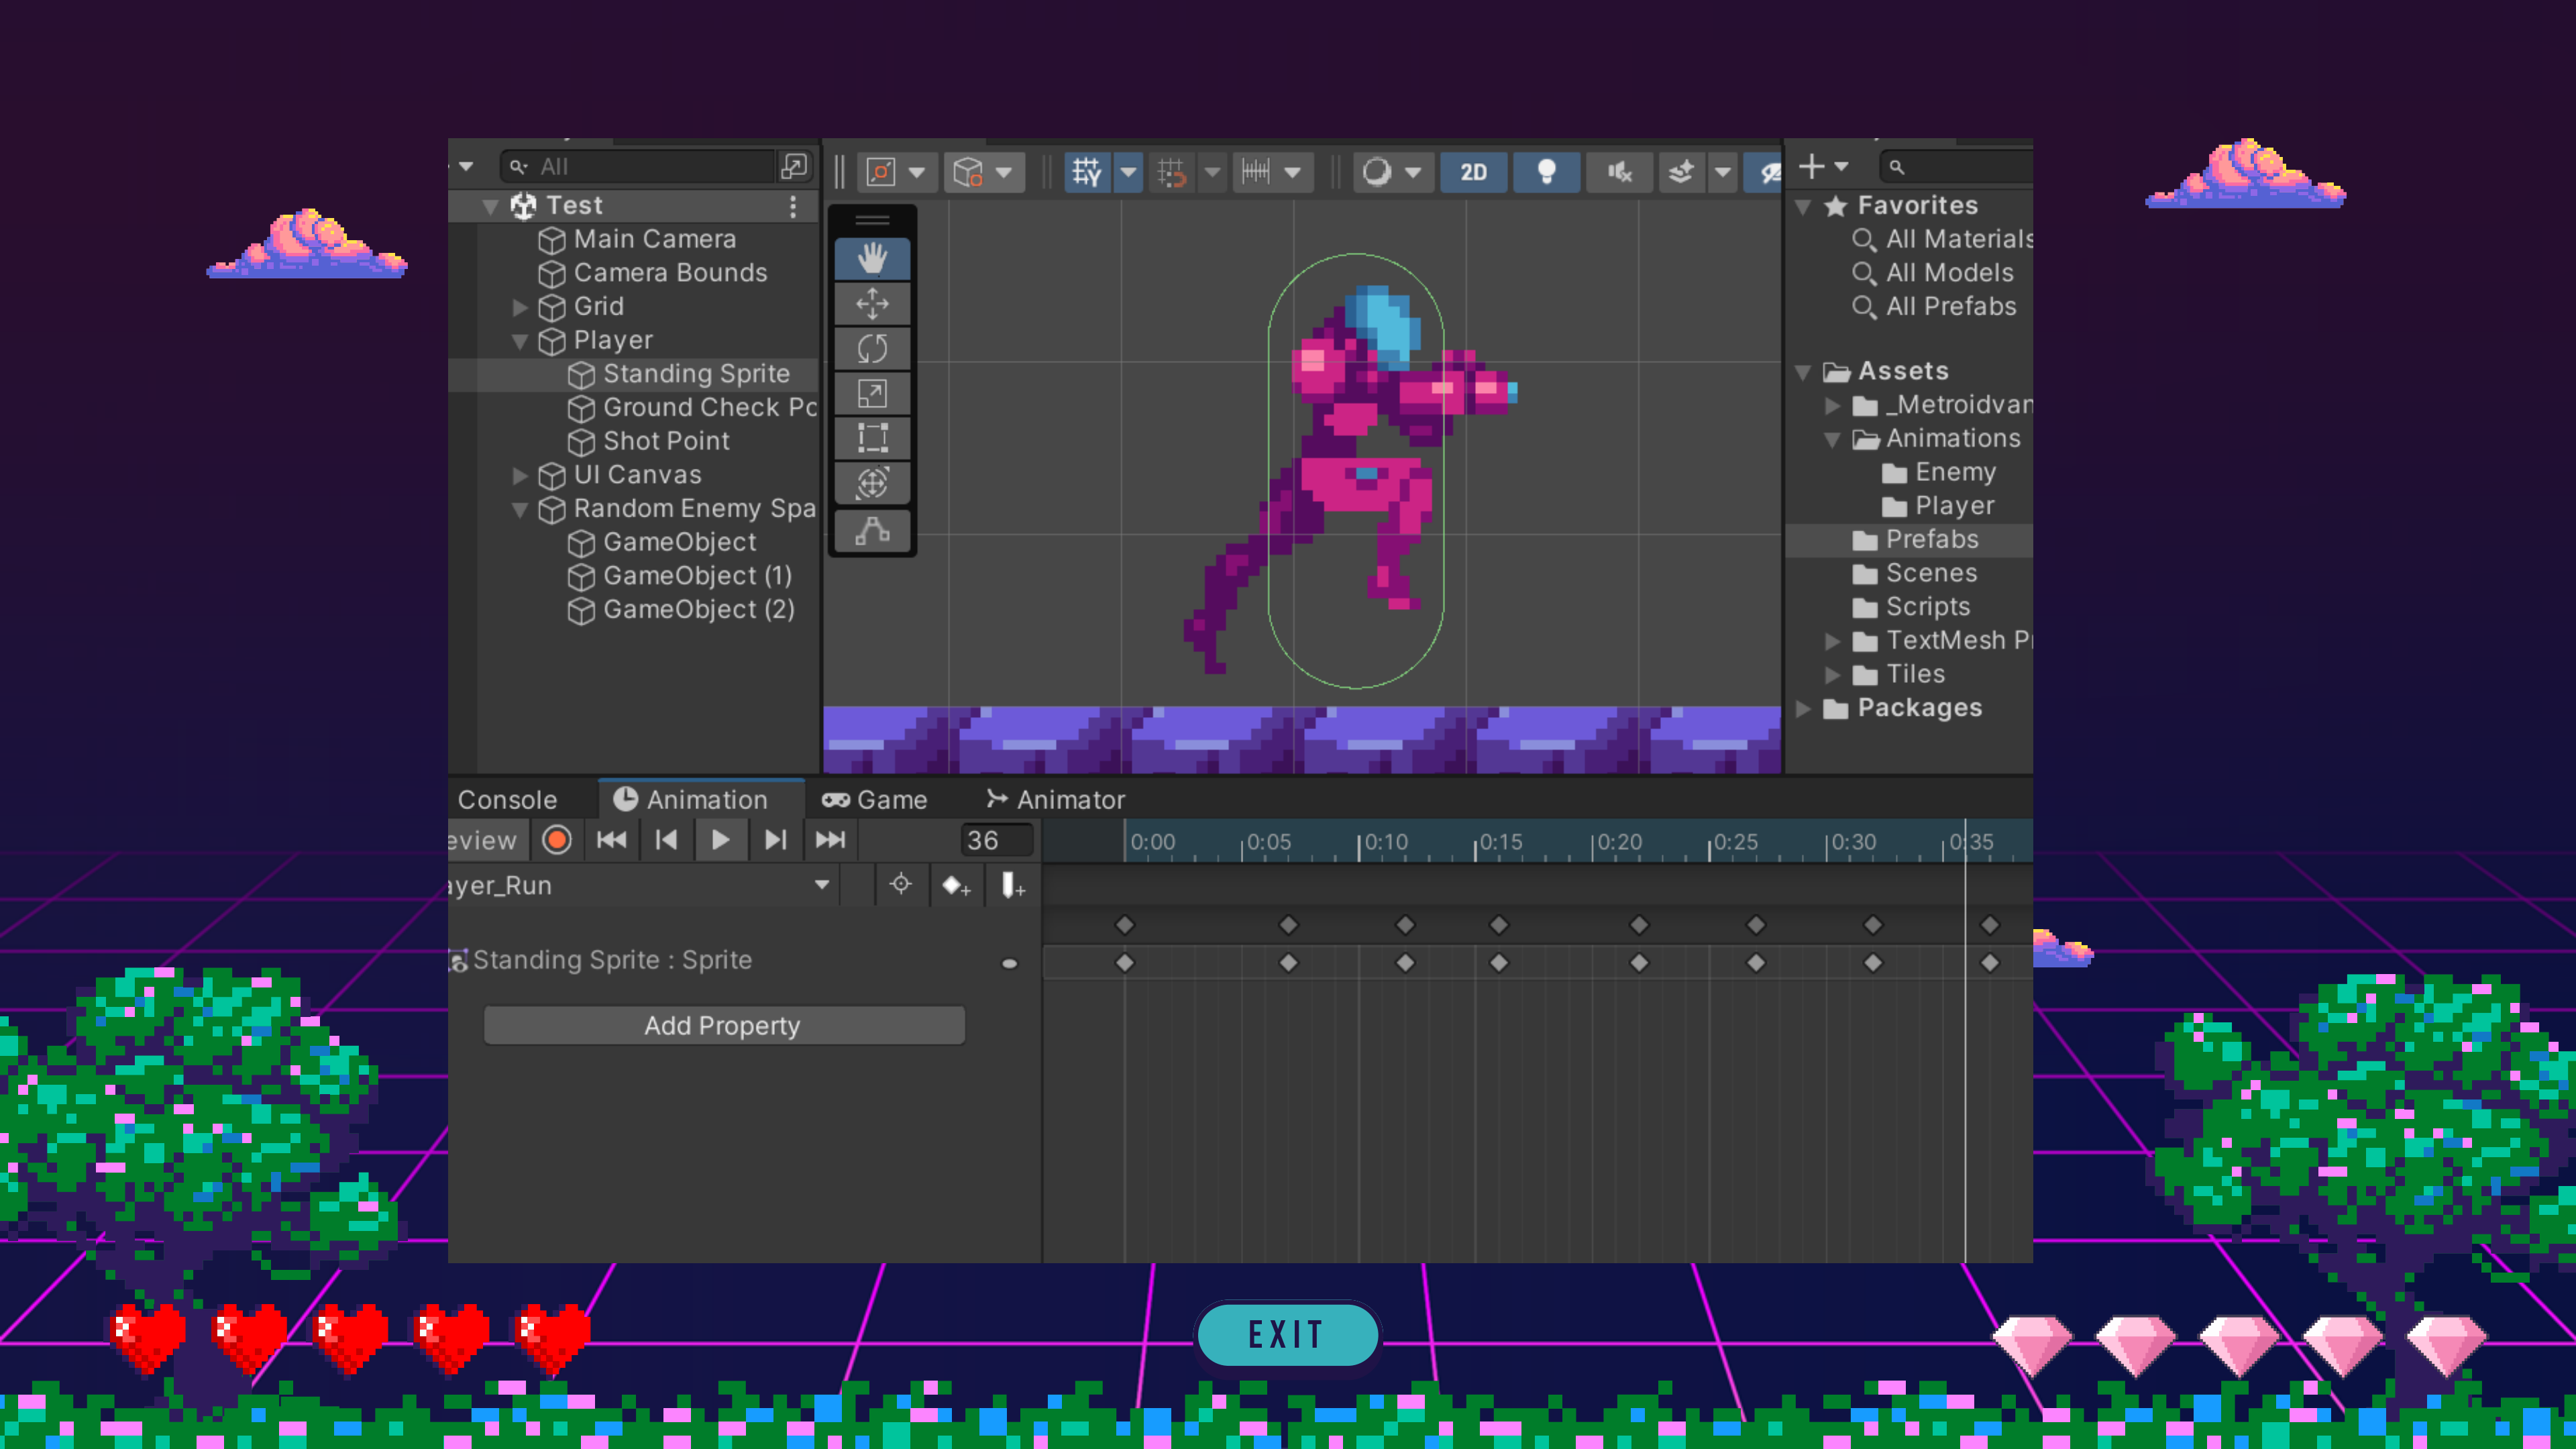 All
Test
Main Camera
Camera Bounds
Grid
Player
Standing Sprite
Ground Check Po
Shot Point
UI Canvas
Random Enemy Spa
GameObject
GameObject (1)
GameObject (2)
2D
Favorites
All Materials
All Models
All Prefabs
Assets
_Metroidvan
Animations
Enemy
Player
Prefabs
Scenes
Scripts
TextMesh Pr
Tiles
Packages
Console Animation Game Animator
eview 36 0:00 0:05 0:10 0:15 0:20 0:25 0:30 0:35
ayer_Run
Standing Sprite : Sprite
Add Property
EXIT